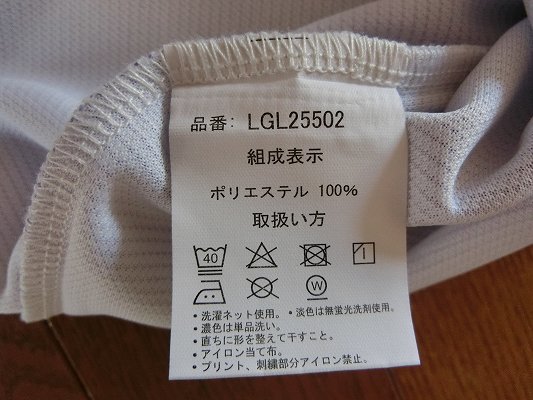 品番: LGL25502
組成表示
ポリエステル 100%
取扱い方
40
W
・洗濯ネット使用。・淡色は無蛍光洗剤使用。
・濃色は単品洗い。
・直ちに形を整えて干すこと。
・アイロン当て布。
・プリント、刺繍部分アイロン禁止。